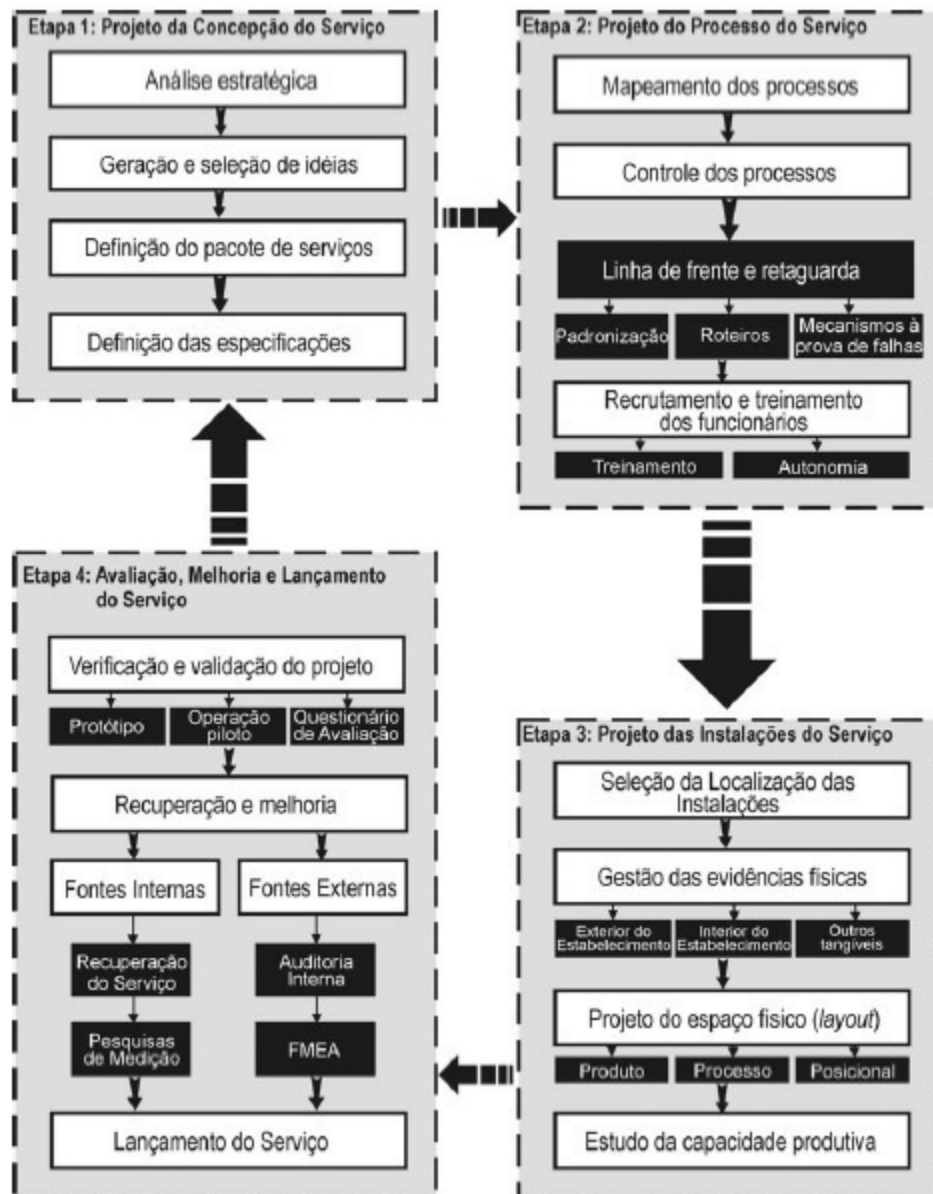 Etapa 1: Projeto da Concepção do Serviço
Análise estratégica
Geração e seleção de idéias
Definição do pacote de serviços
Definição das especificações
Etapa 2: Projeto do Processo do Serviço
Mapeamento dos processos
Controle dos processos
Linha de frente e retaguarda
Padronização
Roteiros
Mecanismos à
prova de falhas
Recrutamento e treinamento
dos funcionários
Treinamento
Autonomia
Etapa 3: Projeto das Instalações do Serviço
Seleção da Localização das
Instalações
Gestão das evidências físicas
Exterior do
Estabelecimento
Interior do
Estabelecimento
Outros
tangíveis
Projeto do espaço físico (layout)
Produto
Processo
Posicional
Estudo da capacidade produtiva
Etapa 4: Avaliação, Melhoria e Lançamento
do Serviço
Verificação e validação do projeto
Protótipo
Operação
piloto
Questionário
de Avaliação
Recuperação e melhoria
Fontes Internas
Fontes Externas
Recuperação
do Serviço
Auditoria
Interna
Pesquisas
de Medição
FMEA
Lançamento do Serviço